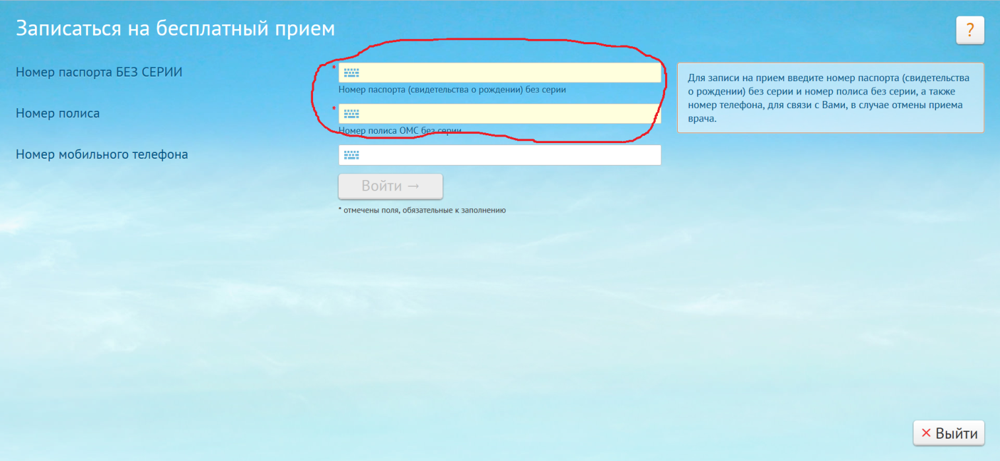 Записаться на бесплатный прием
?
Номер паспорта БЕЗ СЕРИИ
*
Номер паспорта (свидетельства о рождении) без серии
Номер полиса
*
Номер полиса ОМС без серии
Номер мобильного телефона
Войти →
* отмечены поля, обязательные к заполнению
Для записи на прием введите номер паспорта (свидетельства
о рождении) без серии и номер полиса без серии, а также
номер телефона, для связи с Вами, в случае отмены приема
врача.
× Выйти